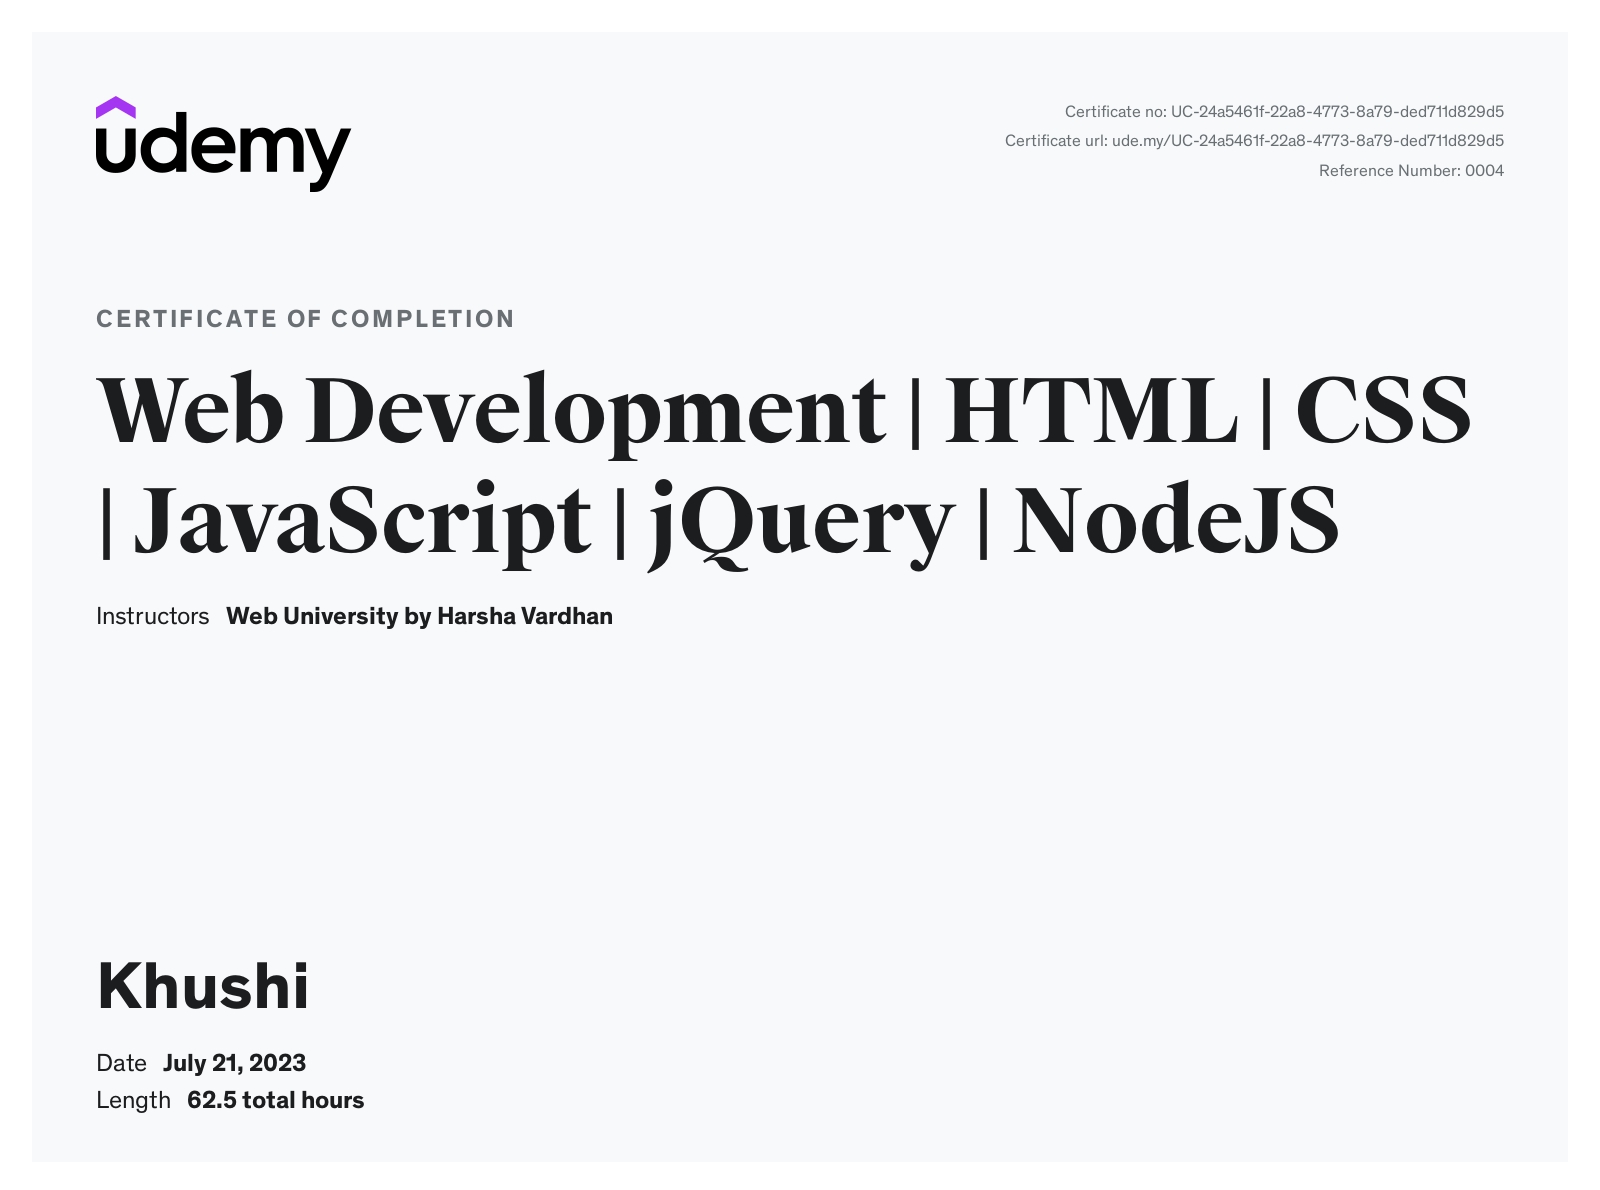 udemy
Certificate no: UC-24a5461f-22a8-4773-8a79-ded711d829d5
Certificate url: ude.my/UC-24a5461f-22a8-4773-8a79-ded711d829d5
Reference Number: 0004
CERTIFICATE OF COMPLETION
Web Development | HTML | CSS
| JavaScript | jQuery | NodeJS
Instructors Web University by Harsha Vardhan
Khushi
Date July 21, 2023
Length 62.5 total hours